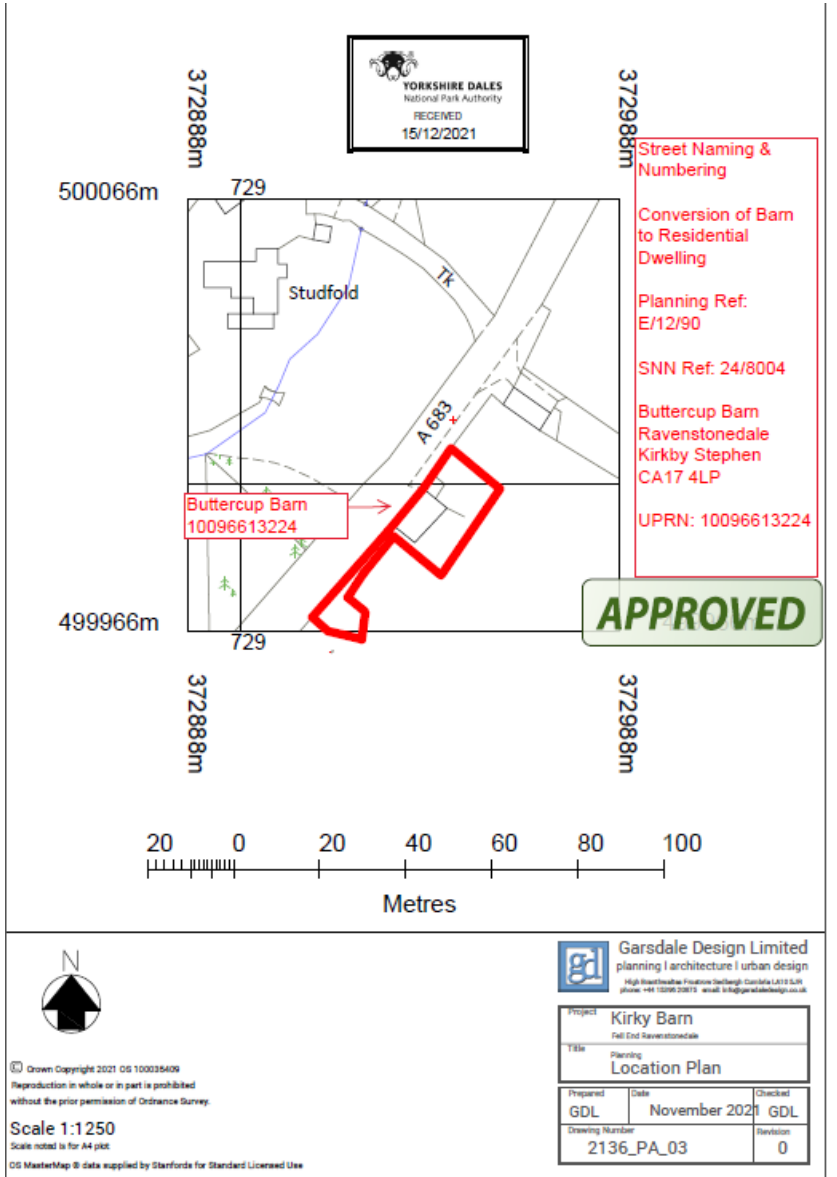 YORKSHIRE DALES
National Park Authority
RECEIVED
15/12/2021
372888m
372988m
500066m
729
Street Naming &
Numbering
Conversion of Barn
to Residential
Dwelling
Planning Ref:
E/12/90
SNN Ref: 24/8004
Buttercup Barn
Ravenstonedale
Kirkby Stephen
CA17 4LP
UPRN: 10096613224
Tk
Studfold
A 683
Buttercup Barn
10096613224
APPROVED
499966m
729
372888m
372988m
20 0 20 40 60 80 100
Metres
N
gd
Garsdale Design Limited
planning | architecture | urban design
Project
Kirky Barn
Fell End Ravenstonedale
Title
Planning
Location Plan
Prepared
GDL
Date
November 2021
Checked
GDL
Drawing Number
2136_PA_03
Revision
0
© Crown Copyright 2021 OS 100035409
Reproduction in whole or in part is prohibited
without the prior permission of Ordnance Survey.
Scale 1:1250
Scale noted is for A4 plot
OS MasterMap ® data supplied by Stanfords for Standard Licensed Use